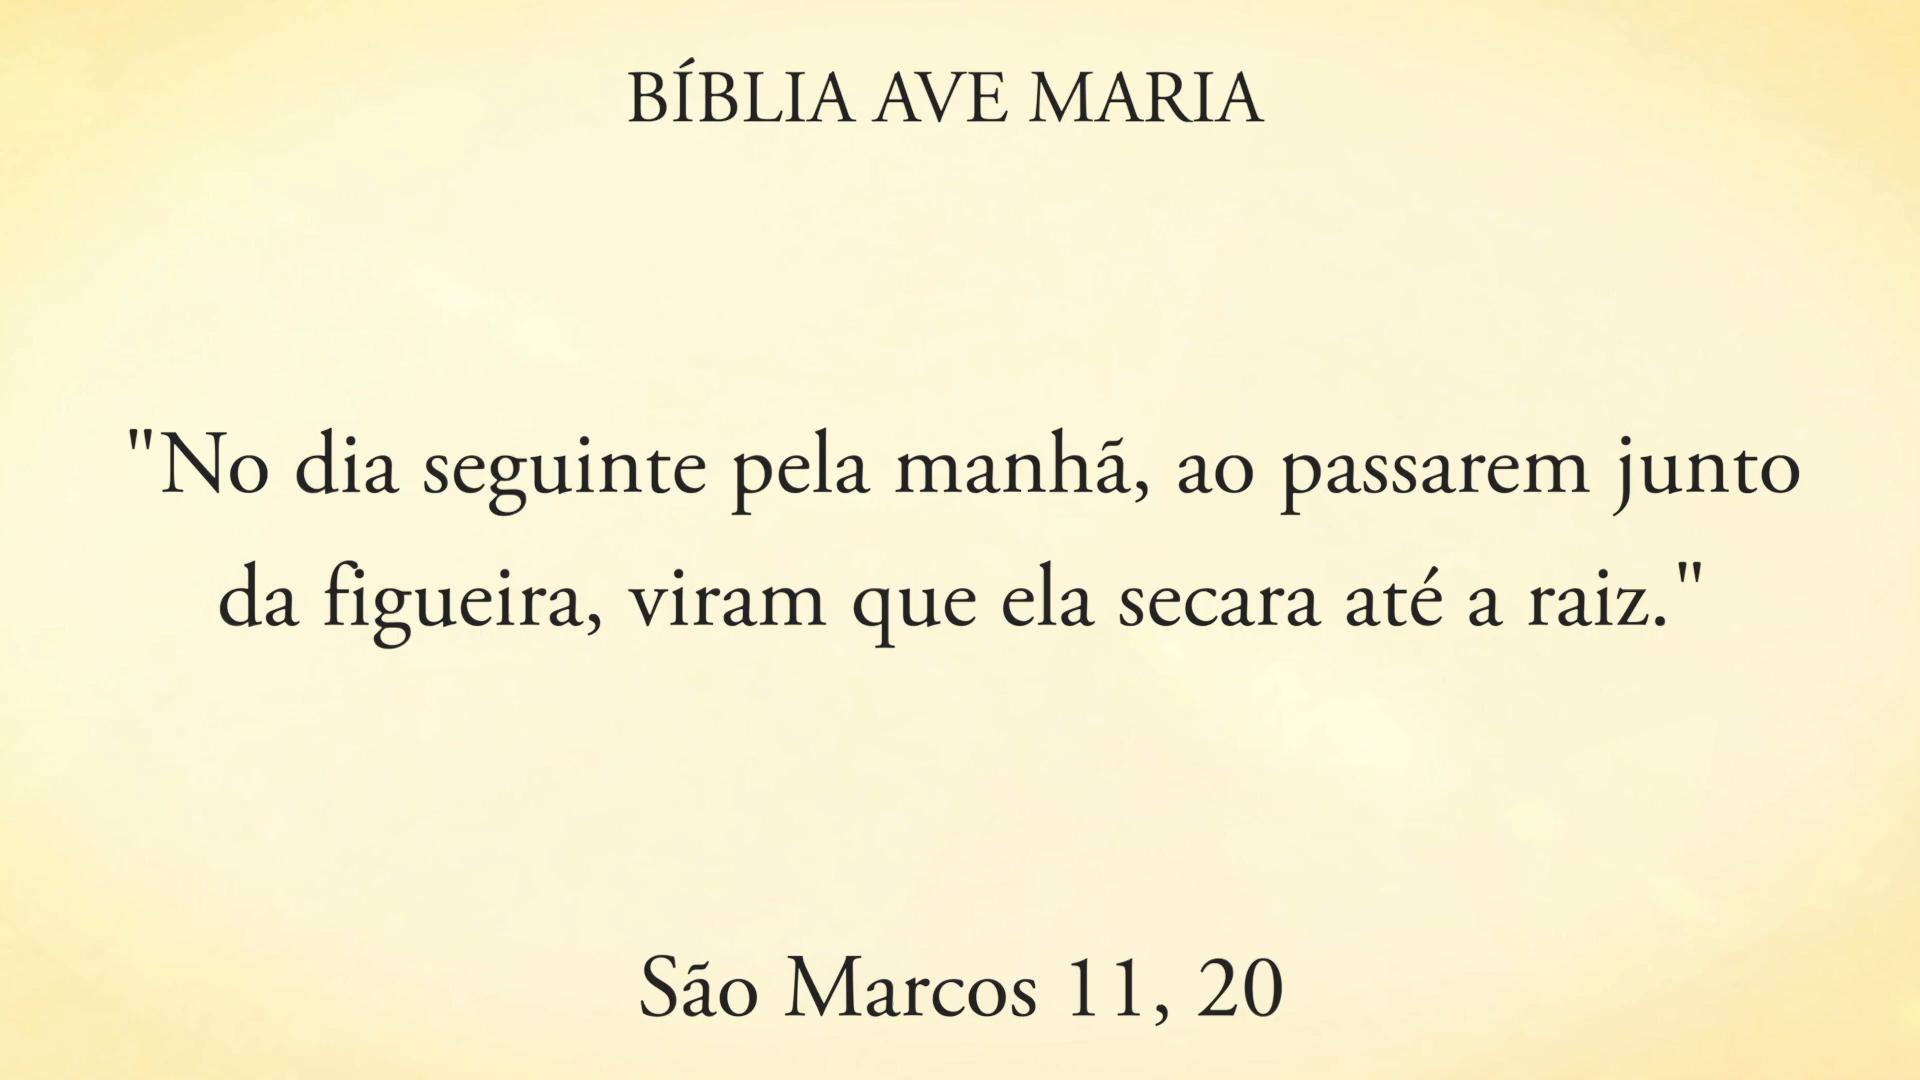 BÍBLIA AVE MARIA
"No dia seguinte pela manhã, ao passarem junto
da figueira, viram que ela secara até a raiz."
São Marcos 11, 20